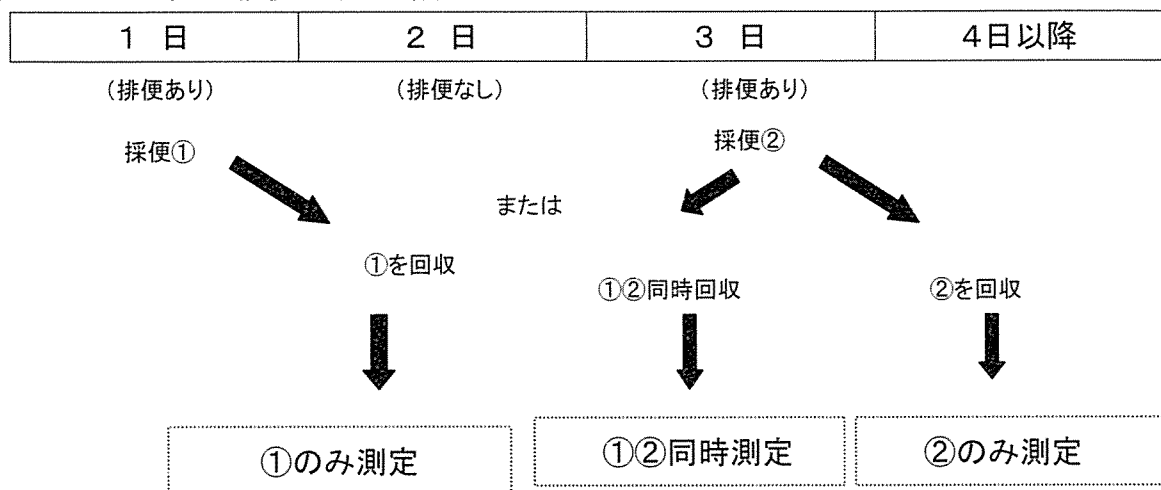 1 日 2 日 3 日 4日以降
(排便あり) (排便なし) (排便あり)
採便① 採便②
または
①を回収
①②同時回収 ②を回収
①のみ測定 ①②同時測定 ②のみ測定